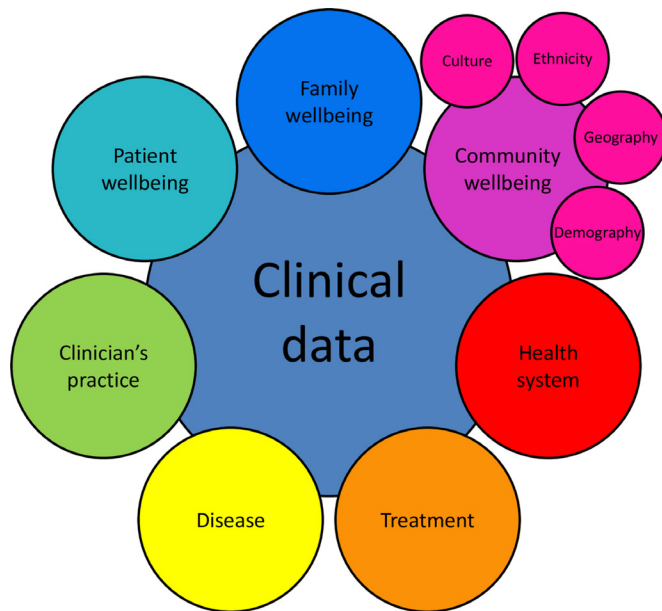 Culture
Ethnicity
Family
wellbeing
Geography
Patient
wellbeing
Community
wellbeing
Demography
Clinical
data
Clinician’s
practice
Health
system
Disease
Treatment